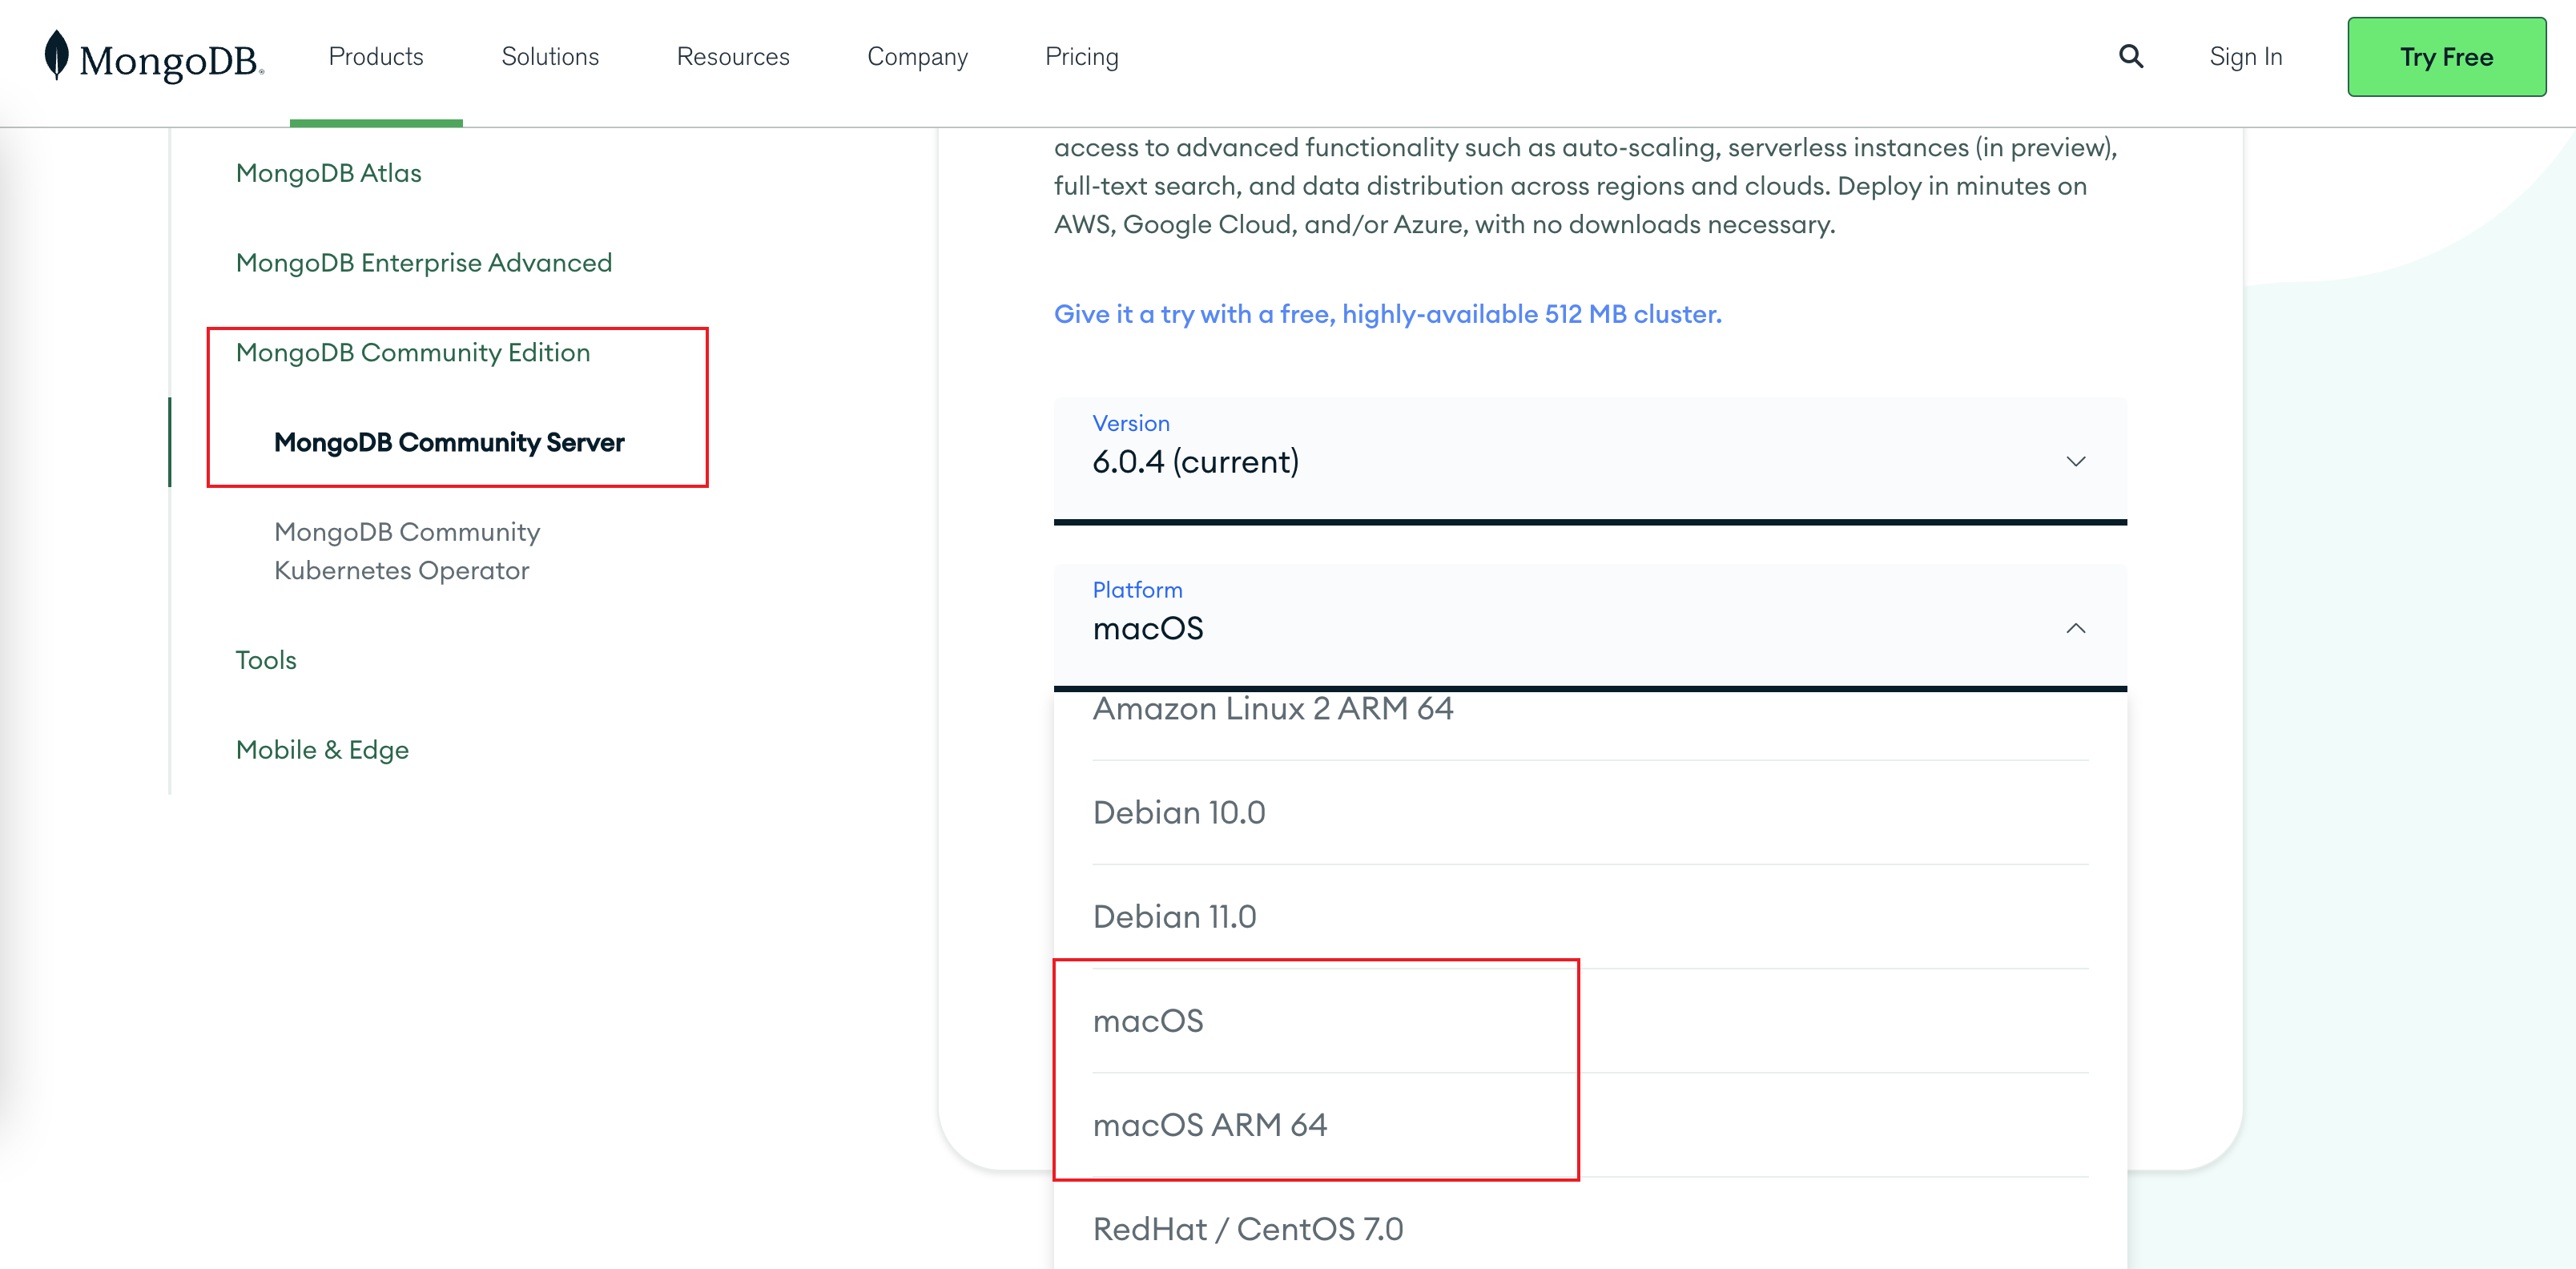 MongoDB®
Products
Solutions
Resources
Company
Pricing
Sign In
Try Free
MongoDB Atlas
MongoDB Enterprise Advanced
MongoDB Community Edition
MongoDB Community Server
MongoDB Community
Kubernetes Operator
Tools
Mobile & Edge
access to advanced functionality such as auto-scaling, serverless instances (in preview),
full-text search, and data distribution across regions and clouds. Deploy in minutes on
AWS, Google Cloud, and/or Azure, with no downloads necessary.
Give it a try with a free, highly-available 512 MB cluster.
Version
6.0.4 (current)
Platform
macOS
Amazon Linux 2 ARM 64
Debian 10.0
Debian 11.0
macOS
macOS ARM 64
RedHat / CentOS 7.0